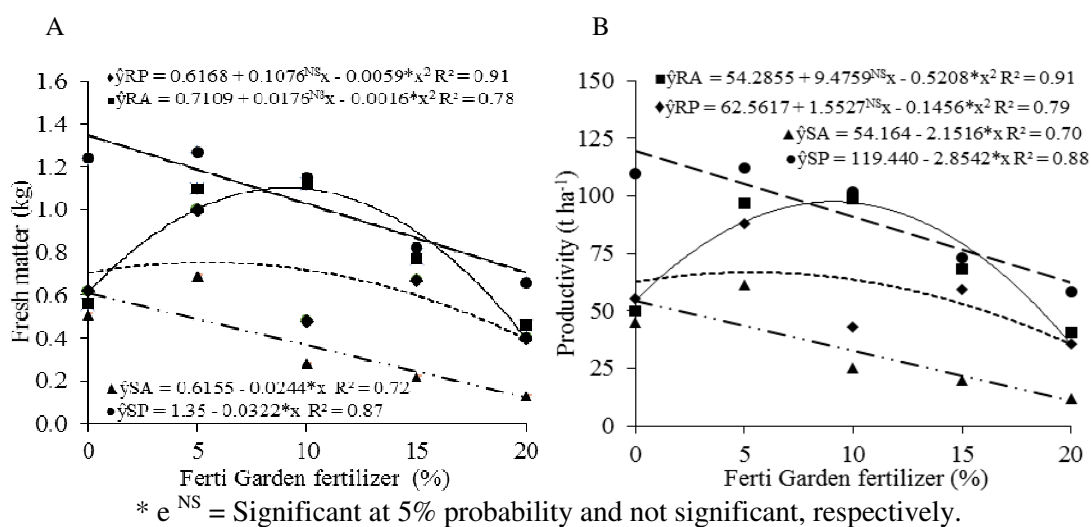 A
♦ŷRP = 0.6168 + 0.1076ᴺˢx - 0.0059*x² R² = 0.91
■ŷRA = 0.7109 + 0.0176ᴺˢx - 0.0016*x² R² = 0.78
1.6
1.4
1.2
1.0
0.8
0.6
0.4
0.2
0.0
Fresh matter (kg)
▲ŷSA = 0.6155 - 0.0244*x R² = 0.72
●ŷSP = 1.35 - 0.0322*x R² = 0.87
0 5 10 15 20
Ferti Garden fertilizer (%)
B
■ŷRA = 54.2855 + 9.4759ᴺˢx - 0.5208*x² R² = 0.91
♦ŷRP = 62.5617 + 1.5527ᴺˢx - 0.1456*x² R² = 0.79
▲ŷSA = 54.164 - 2.1516*x R² = 0.70
●ŷSP = 119.440 - 2.8542*x R² = 0.88
150
125
100
75
50
25
0
Productivity (t ha⁻¹)
0 5 10 15 20
Ferti Garden fertilizer (%)
* e ᴺˢ = Significant at 5% probability and not significant, respectively.